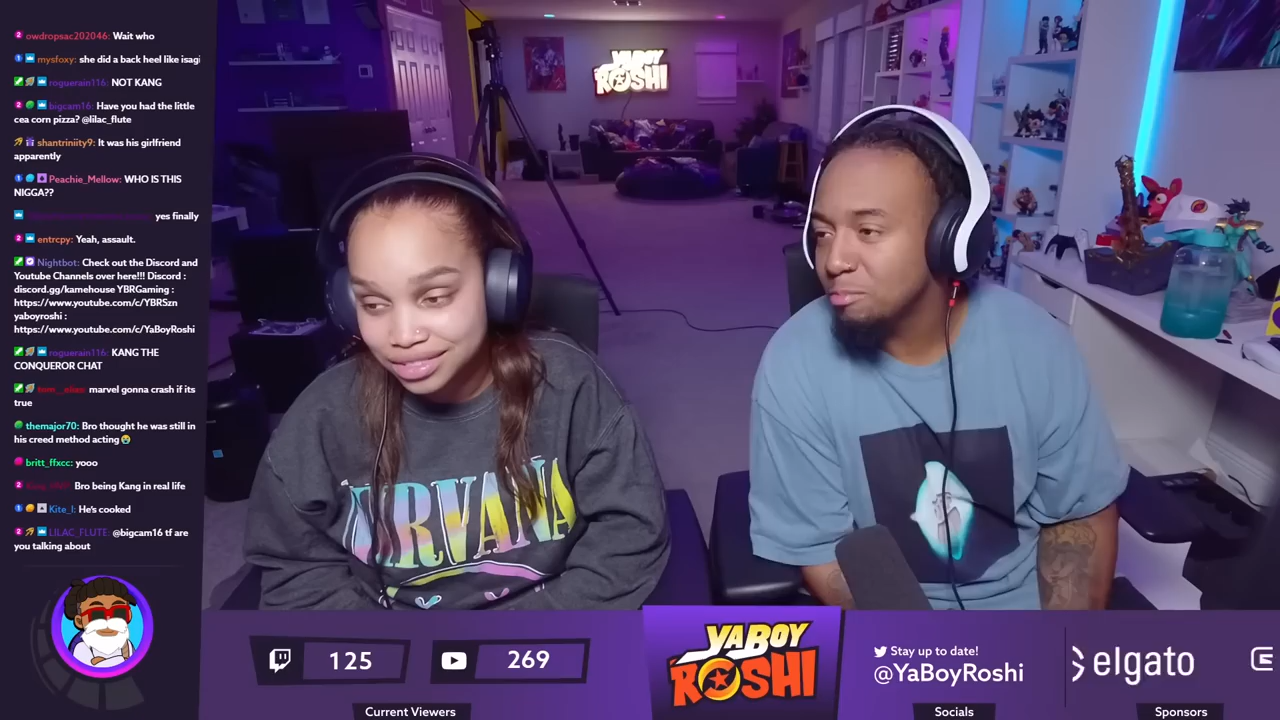 owdropsac202046: Wait who
mysfoxy: she did a back heel like isagi
roguerain116: NOT KANG
bigcam16: Have you had the little
cea corn pizza? @lilac_flute
shantriniity9: It was his girlfriend
apparently
Peachie_Mellow: WHO IS THIS
NIGGA??
yes finally
entrcpy: Yeah, assault.
Nightbot: Check out the Discord and
Youtube Channels over here!!! Discord :
discord.gg/kamehouse YBRGaming :
https://www.youtube.com/c/YBRSzn
yaboyroshi :
https://www.youtube.com/c/YaBoyRoshi
roguerain116: KANG THE
CONQUEROR CHAT
marvel gonna crash if its
true
themajor70: Bro thought he was still in
his creed method acting😭
britt_ffxcc: yooo
Bro being Kang in real life
Kite_I: He's cooked
LILAC_FLUTE: @bigcam16 tf are
you talking about
YABOY
ROSHI
NIRVANA
125
269
Current Viewers
YABOY
ROSHI
Stay up to date!
@YaBoyRoshi
Socials
elgato
Sponsors